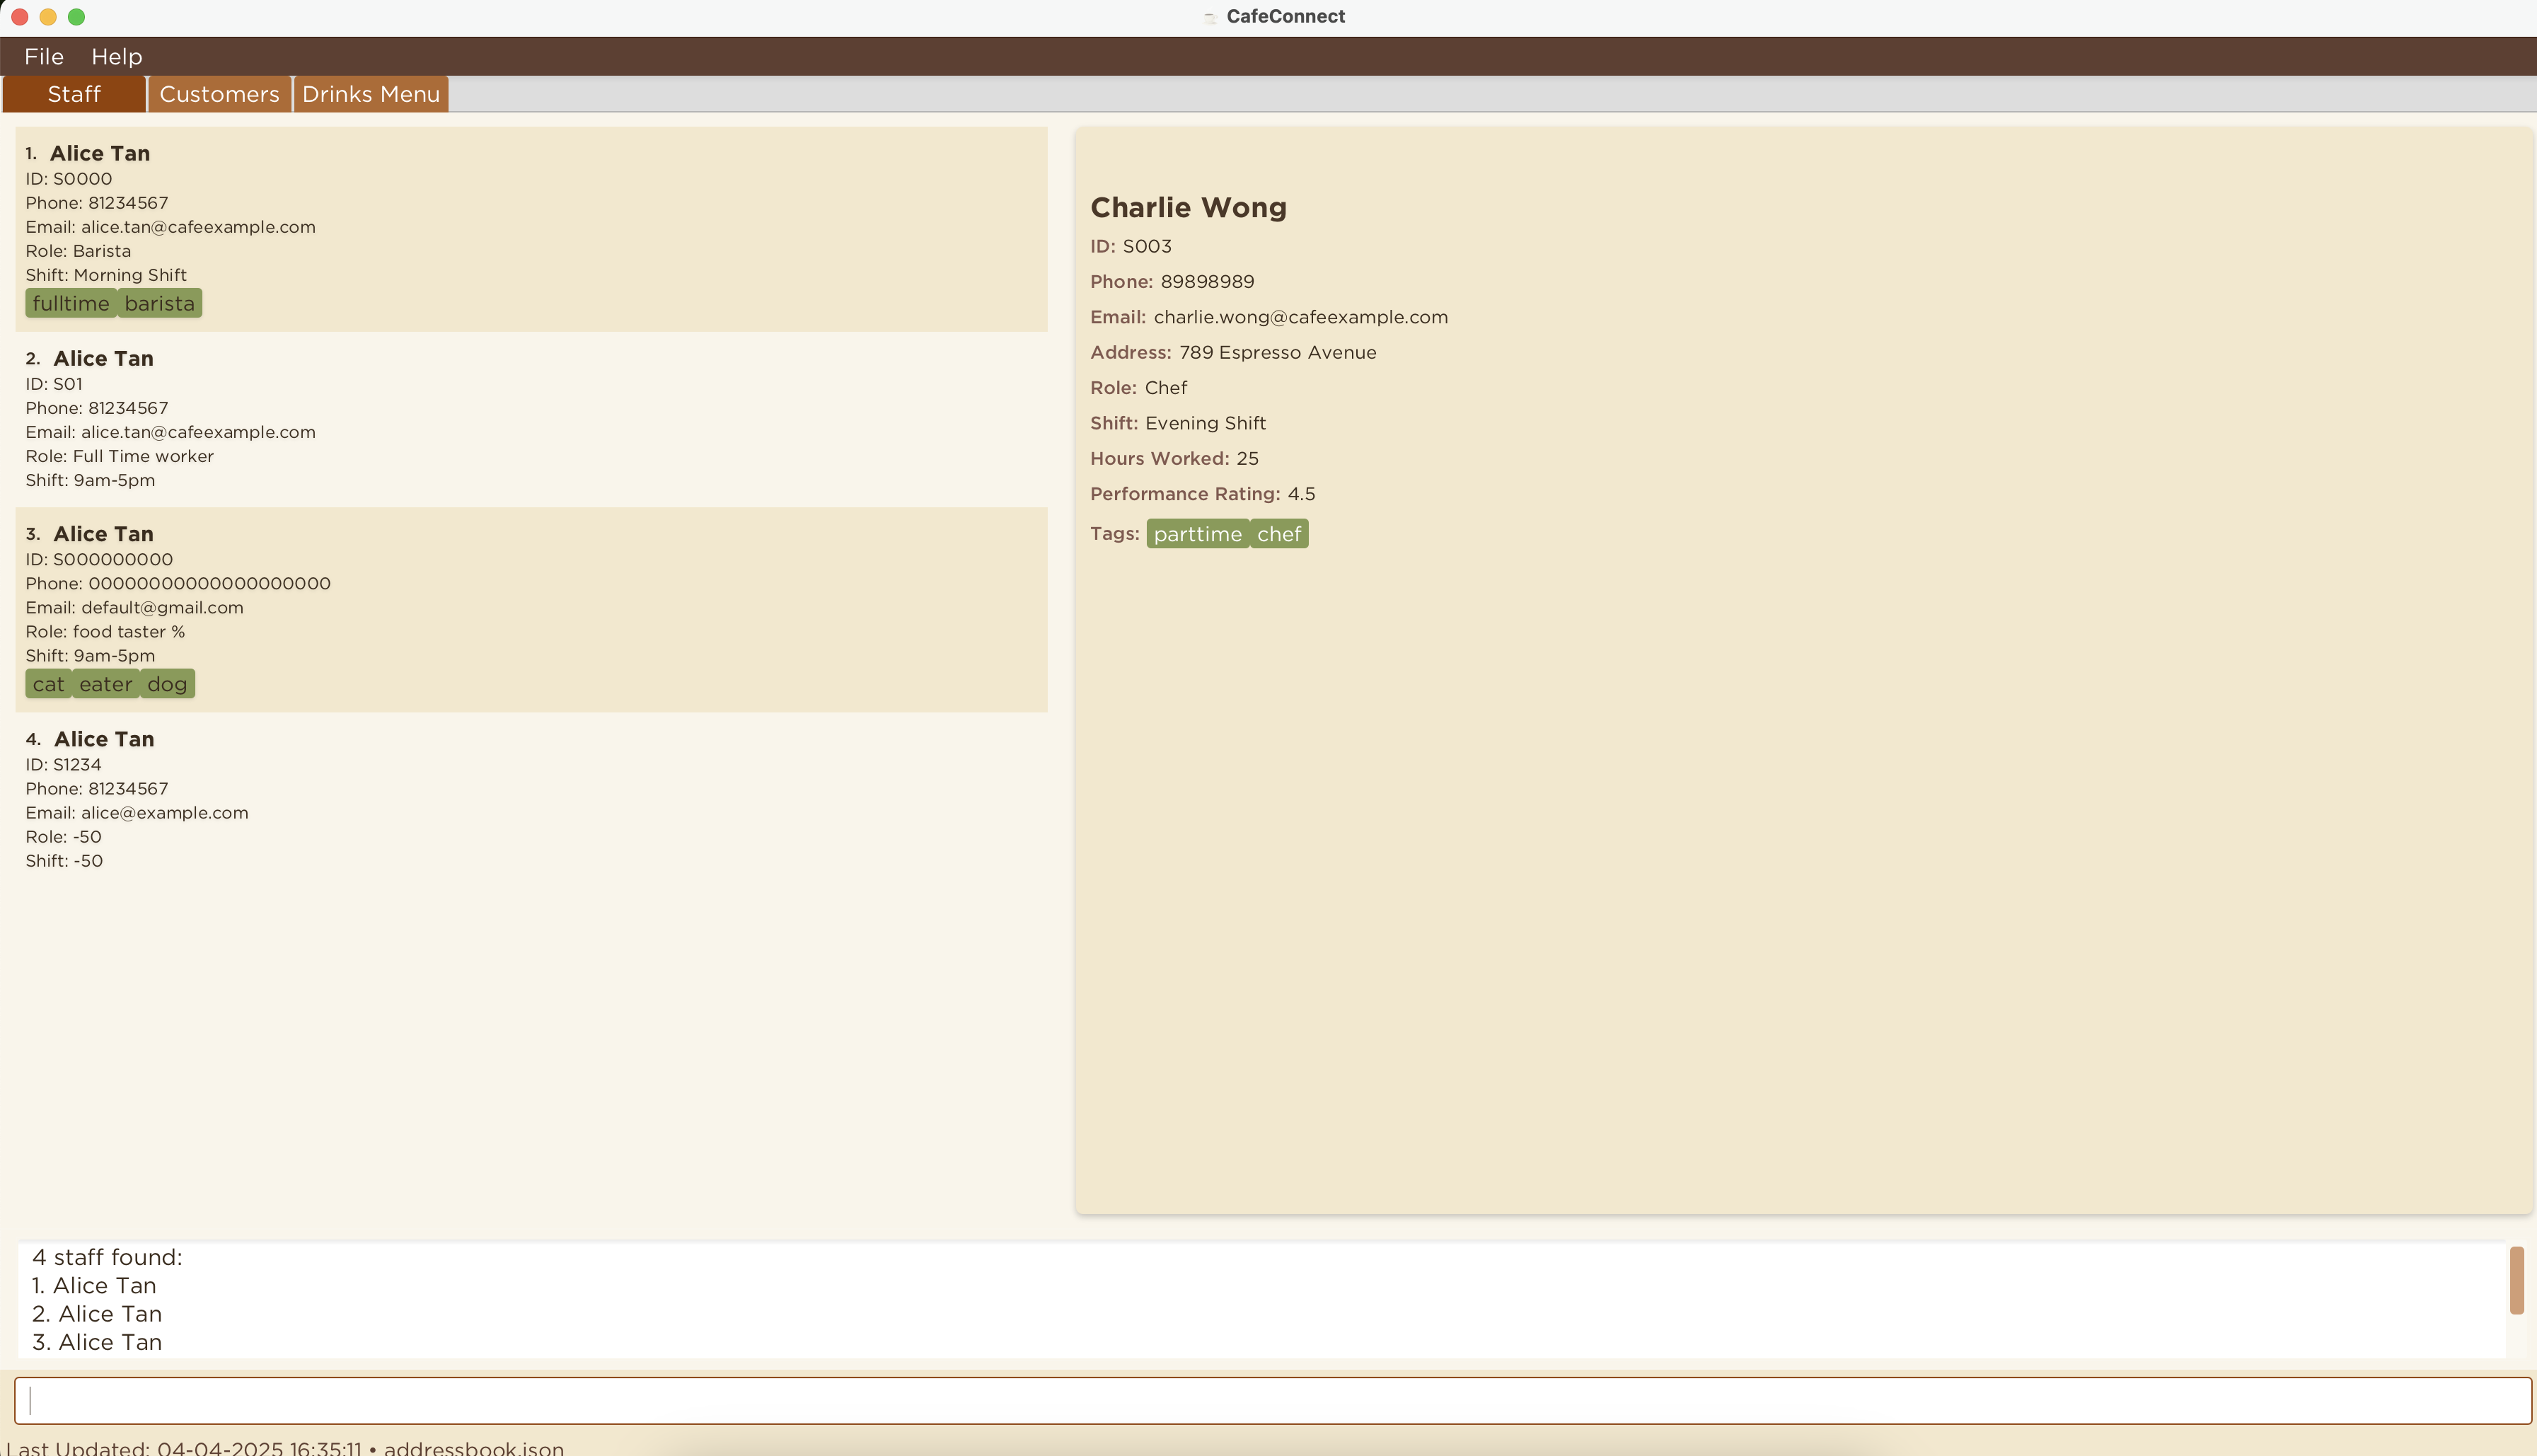 CafeConnect
File Help
Staff Customers Drinks Menu
1. Alice Tan
ID: S0000
Phone: 81234567
Email: alice.tan@cafeexample.com
Role: Barista
Shift: Morning Shift
fulltime barista
2. Alice Tan
ID: S01
Phone: 81234567
Email: alice.tan@cafeexample.com
Role: Full Time worker
Shift: 9am-5pm
3. Alice Tan
ID: S000000000
Phone: 00000000000000000000
Email: default@gmail.com
Role: food taster %
Shift: 9am-5pm
cat eater dog
4. Alice Tan
ID: S1234
Phone: 81234567
Email: alice@example.com
Role: -50
Shift: -50
Charlie Wong
ID: S003
Phone: 89898989
Email: charlie.wong@cafeexample.com
Address: 789 Espresso Avenue
Role: Chef
Shift: Evening Shift
Hours Worked: 25
Performance Rating: 4.5
Tags: parttime chef
4 staff found:
1. Alice Tan
2. Alice Tan
3. Alice Tan
Last Updated: 04-04-2025 16:35:11 • addressbook.json